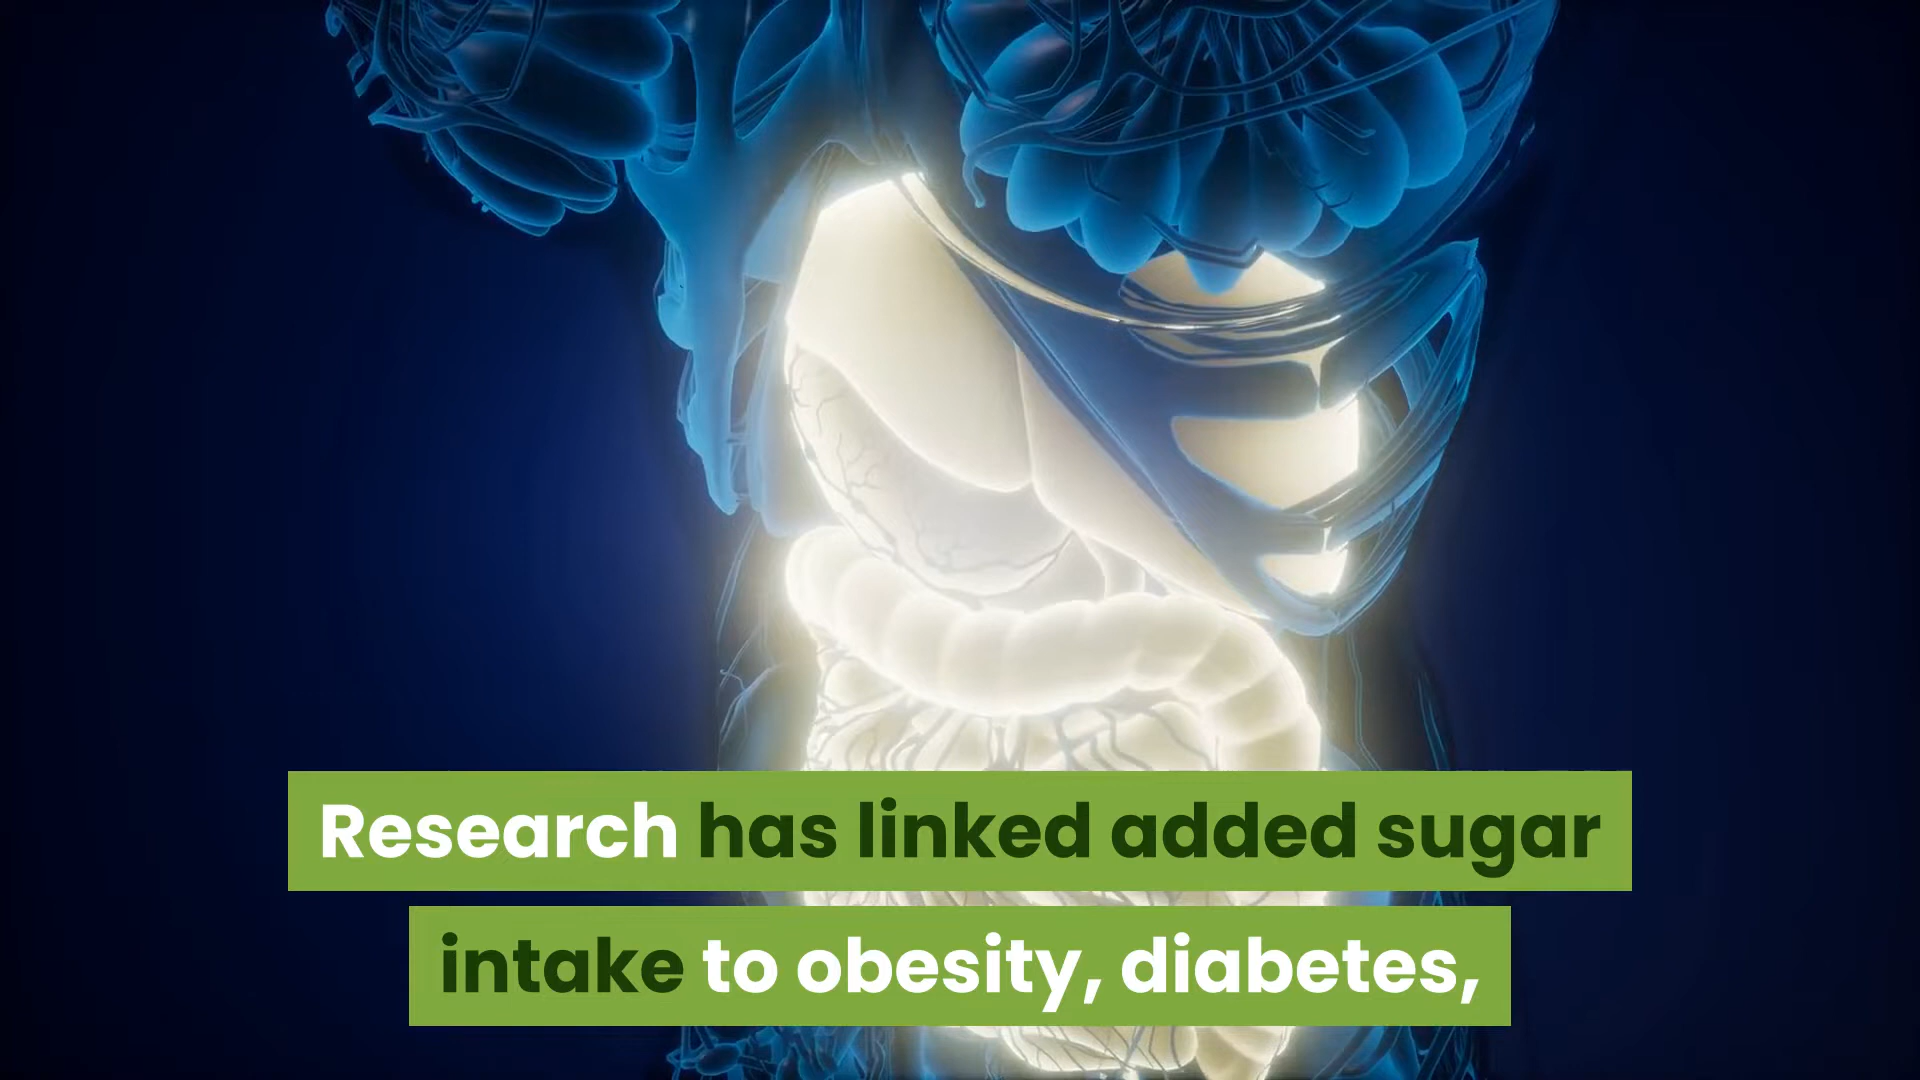 Research has linked added sugar
intake to obesity, diabetes,